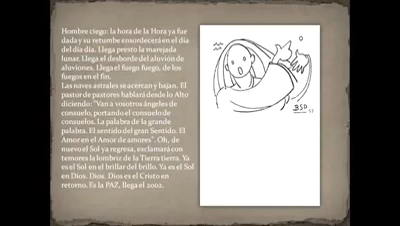 Hombre ciego: la hora de la Hora ya fue
dada y su retumbe ensordecerá en el día
del día día. Llega presto la marejada
lunar. Llega el desborde del aluvión de
aluviones. Llega el fuego fuego, de los
fuegos en el fin.
Las naves astrales se acercan y bajan. El
pastor de pastores hablará desde lo Alto
diciendo: "Van a vosotros ángeles de
consuelo, portando el consuelo de
consuelos. La palabra de la grande
palabra. El sentido del gran Sentido. El
Amor en el Amor de amores". Oh, de
nuevo el Sol ya regresa, exclamará con
temores la lombriz de la Tierra tierra. Ya
es el Sol en el brillar del brillo. Ya es el Sol
en Dios. Dios. Dios es el Cristo en
retorno. Es la PAZ, llega el 2002.
BSD